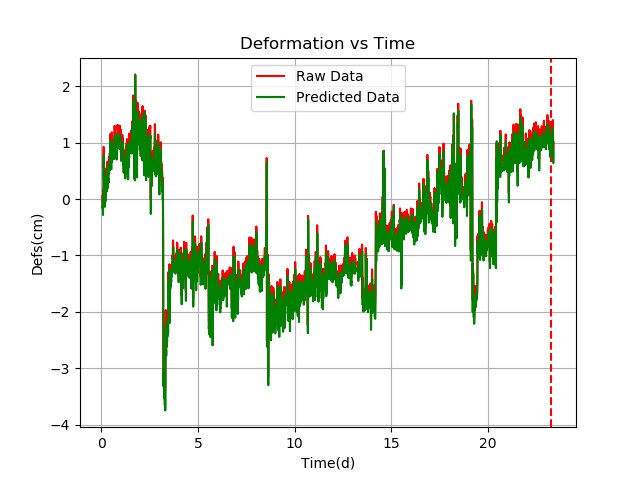 Deformation vs Time
Raw Data
Predicted Data
2
1
0
−1
−2
−3
−4
Defs(cm)
0 5 10 15 20
Time(d)